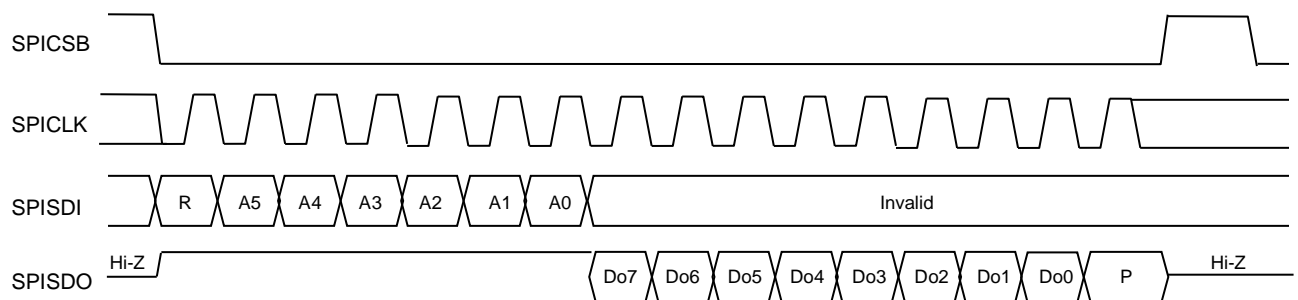 SPICSB
SPICLK
SPISDI R A5 A4 A3 A2 A1 A0 Invalid
Hi-Z Hi-Z
SPISDO Do7 Do6 Do5 Do4 Do3 Do2 Do1 Do0 P